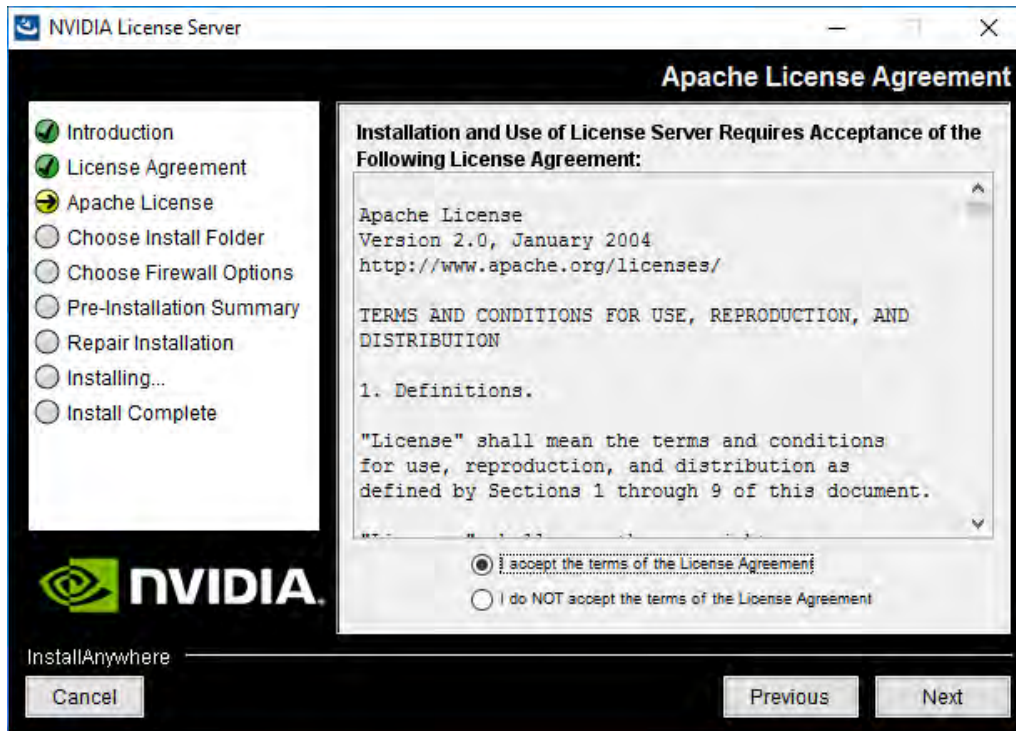 NVIDIA License Server
Apache License Agreement
Introduction
License Agreement
Apache License
Choose Install Folder
Choose Firewall Options
Pre-Installation Summary
Repair Installation
Installing...
Install Complete
Installation and Use of License Server Requires Acceptance of the
Following License Agreement:
Apache License
Version 2.0, January 2004
http://www.apache.org/licenses/
TERMS AND CONDITIONS FOR USE, REPRODUCTION, AND
DISTRIBUTION
1. Definitions.
"License" shall mean the terms and conditions
for use, reproduction, and distribution as
defined by Sections 1 through 9 of this document.
I accept the terms of the License Agreement
I do NOT accept the terms of the License Agreement
NVIDIA.
InstallAnywhere
Cancel
Previous
Next